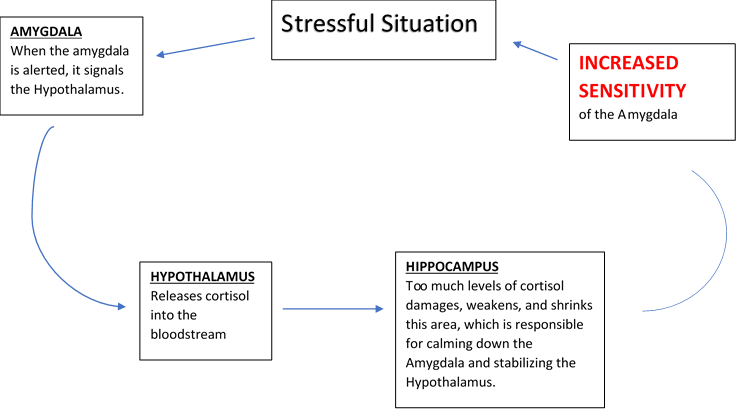 Stressful Situation
AMYGDALA
When the amygdala
is alerted, it signals
the Hypothalamus.
INCREASED
SENSITIVITY
of the Amygdala
HYPOTHALAMUS
Releases cortisol
into the
bloodstream
HIPPOCAMPUS
Too much levels of cortisol
damages, weakens, and shrinks
this area, which is responsible
for calming down the
Amygdala and stabilizing the
Hypothalamus.